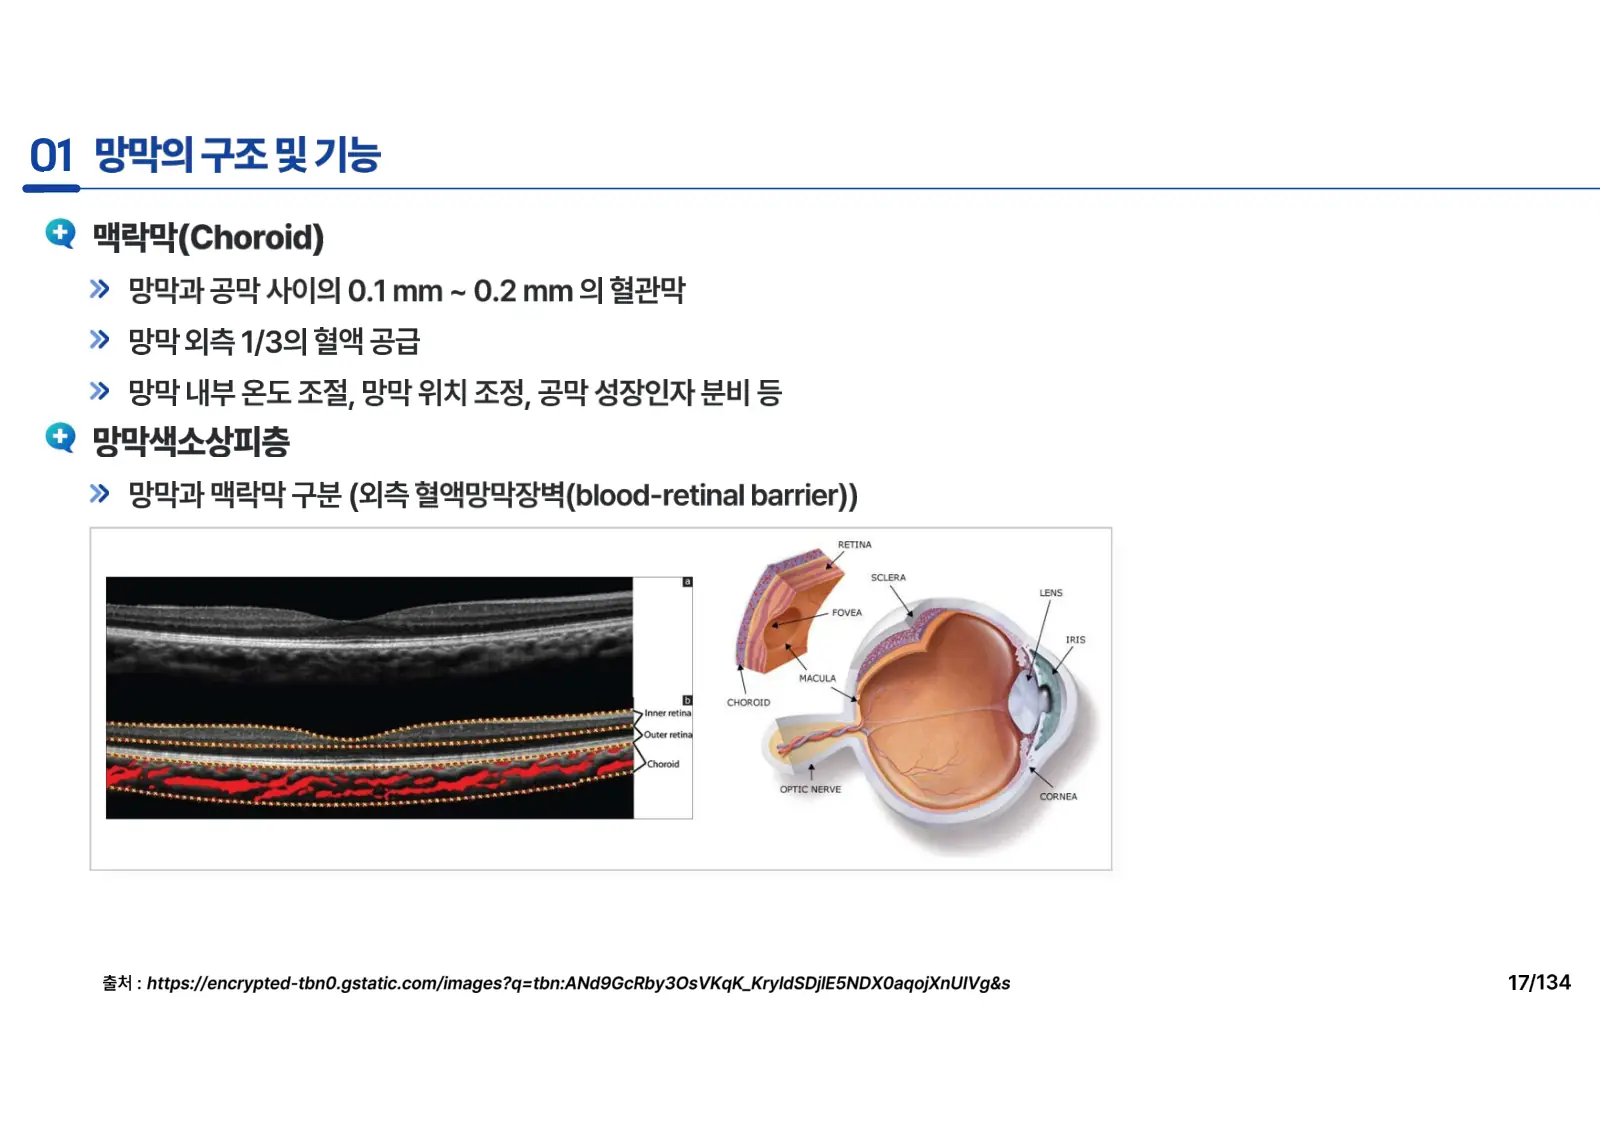 01 망막의 구조 및 기능
맥락막(Choroid)
망막과 공막 사이의 0.1 mm ~ 0.2 mm 의 혈관막
망막 외측 1/3의 혈액 공급
망막 내부 온도 조절, 망막 위치 조정, 공막 성장인자 분비 등
망막색소상피층
망막과 맥락막 구분 (외측 혈액망막장벽(blood-retinal barrier))
a
b
Inner retina
Outer retina
Choroid
RETINA
SCLERA
LENS
FOVEA
IRIS
MACULA
CHOROID
OPTIC NERVE
CORNEA
출처 : https://encrypted-tbn0.gstatic.com/images?q=tbn:ANd9GcRby3OsVKqK_KryIdSDjlE5NDX0aqojXnUIVg&s
17/134